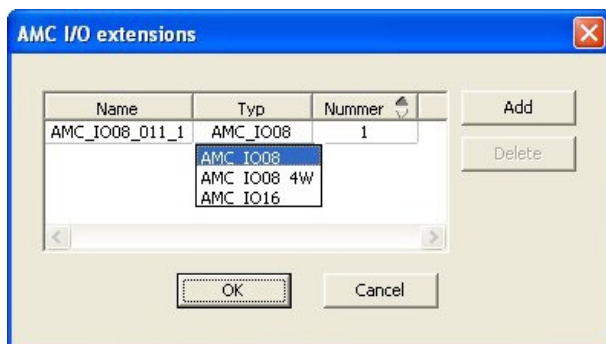 AMC I/O extensions
Name Typ Nummer
AMC_IO08_011_1 AMC_IO08 1
AMC_IO08
AMC_IO08_4W
AMC_IO16
Add
Delete
OK Cancel